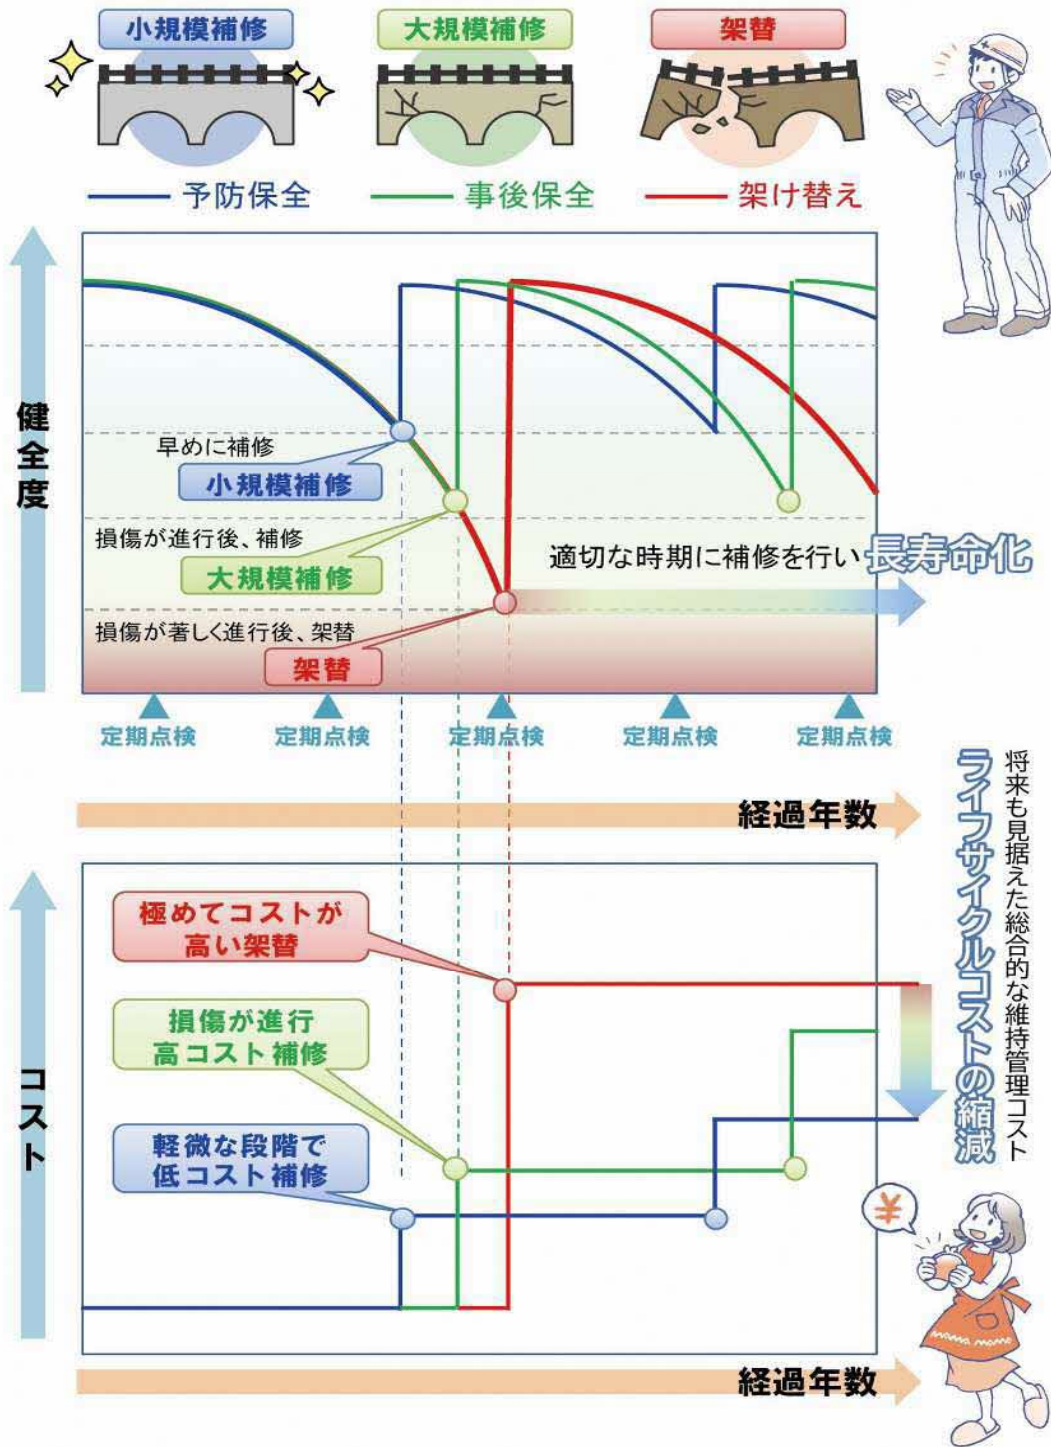 小規模補修
大規模補修
架替
予防保全
事後保全
架け替え
健全度
早めに補修
小規模補修
損傷が進行後、補修
大規模補修
適切な時期に補修を行い 長寿命化
損傷が著しく進行後、架替
架替
定期点検
定期点検
定期点検
定期点検
定期点検
経過年数
将来も見据えた総合的な維持管理コスト
ライフサイクルコストの縮減
コスト
極めてコストが
高い架替
損傷が進行
高コスト補修
軽微な段階で
低コスト補修
¥
経過年数